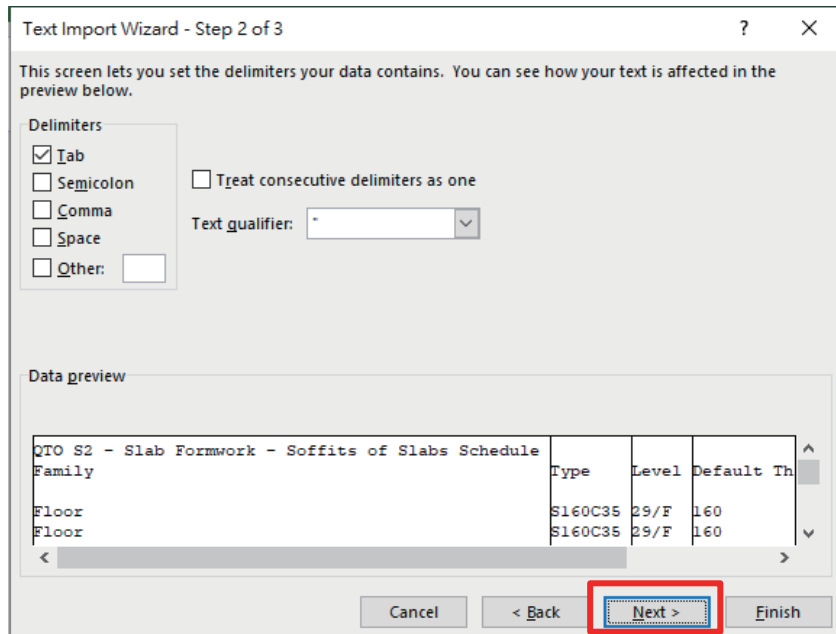 Text Import Wizard - Step 2 of 3 ?
This screen lets you set the delimiters your data contains. You can see how your text is affected in the
preview below.
Delimiters
Tab
Semicolon
Comma
Space
Other:
Treat consecutive delimiters as one
Text qualifier: "
Data preview
QTO S2 - Slab Formwork - Soffits of Slabs Schedule
Family Type Level Default Th
Floor S160C35 29/F 160
Floor S160C35 29/F 160
Cancel < Back Next > Finish